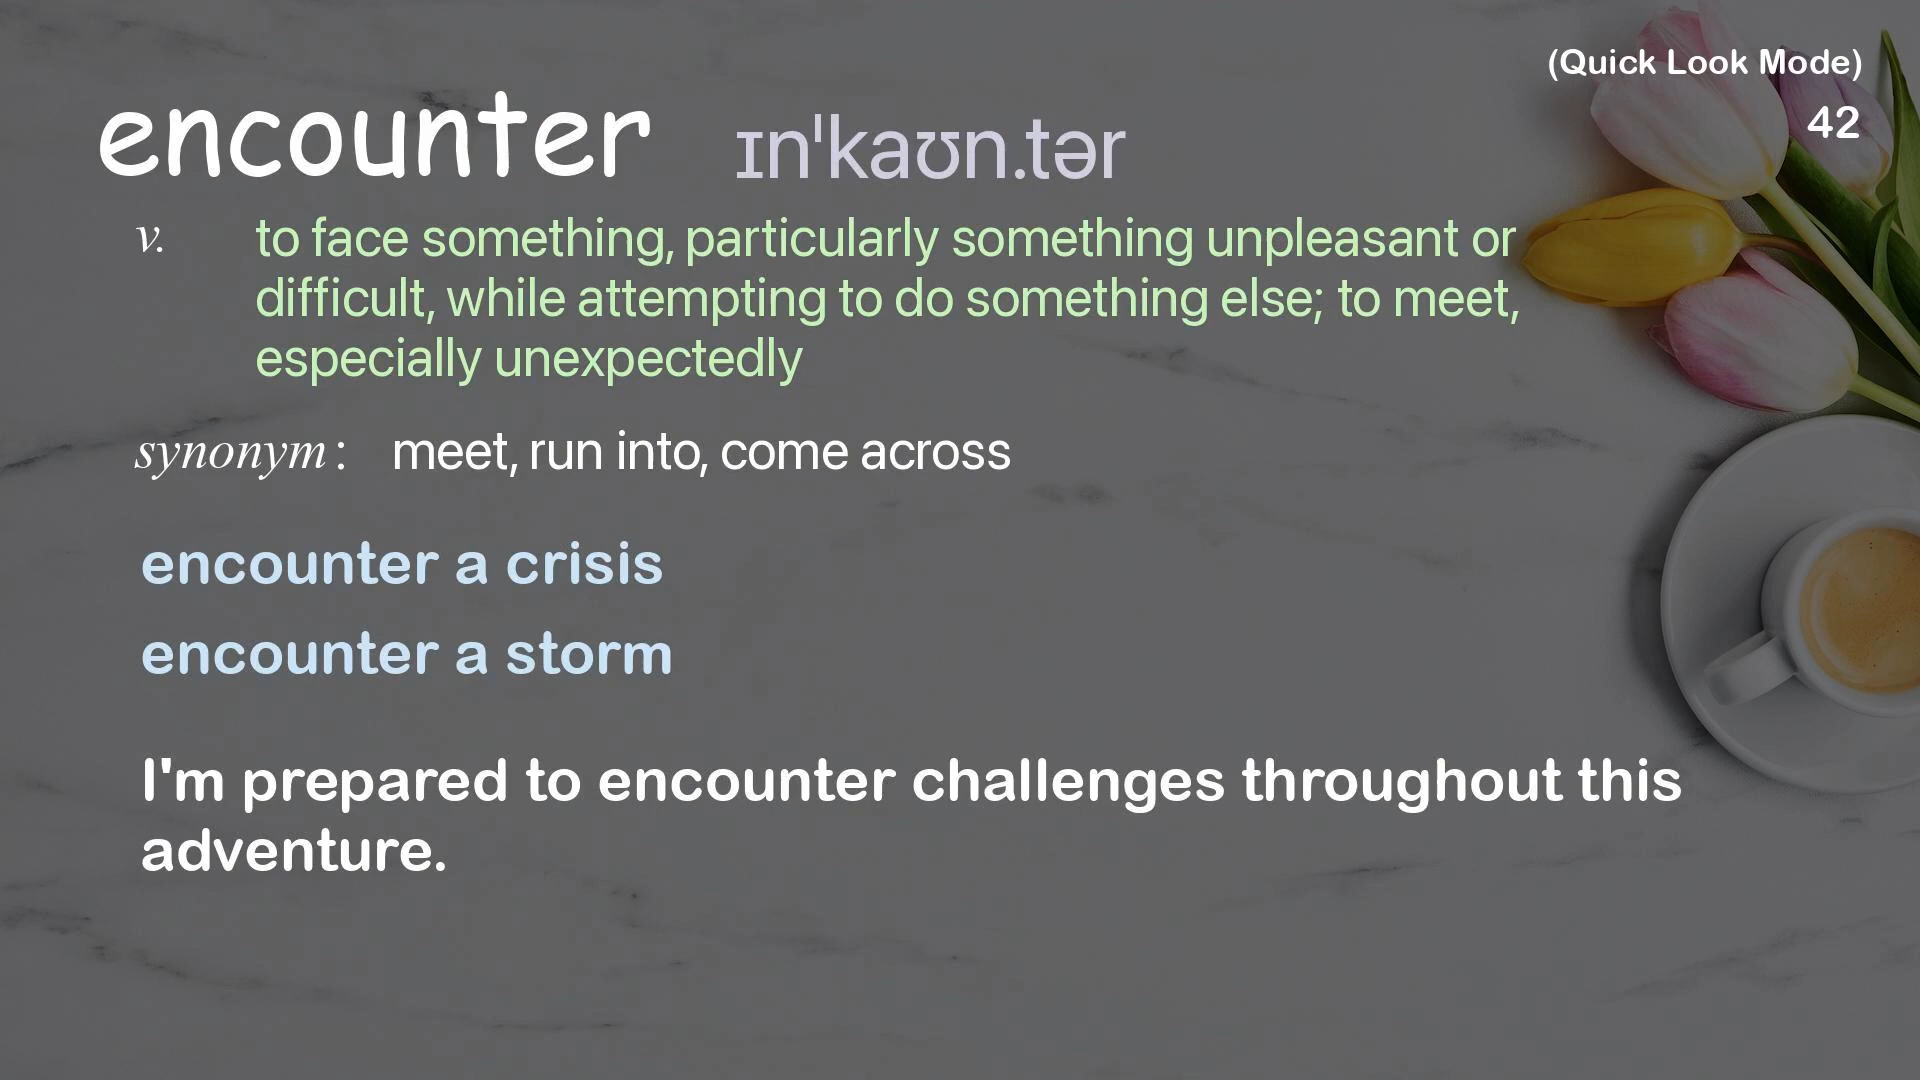 (Quick Look Mode)
42
encounter ɪnˈkaʊn.tər
v. to face something, particularly something unpleasant or
difficult, while attempting to do something else; to meet,
especially unexpectedly
synonym : meet, run into, come across
encounter a crisis
encounter a storm
I'm prepared to encounter challenges throughout this
adventure.